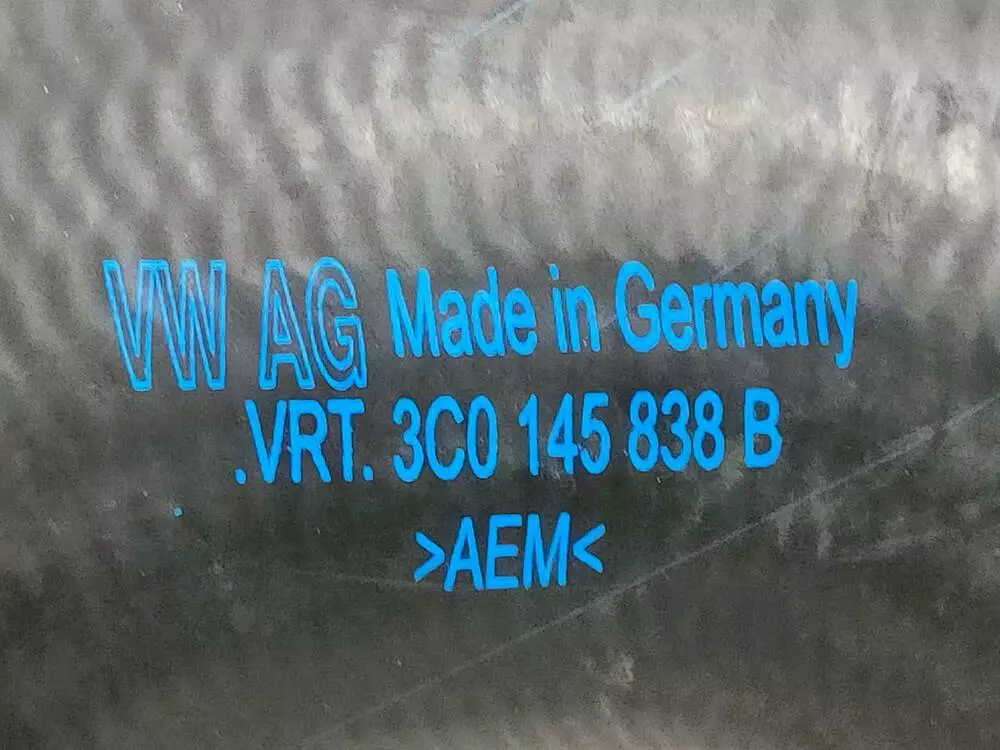 VW AG Made in Germany
.VRT. 3C0 145 838 B
>AEM<